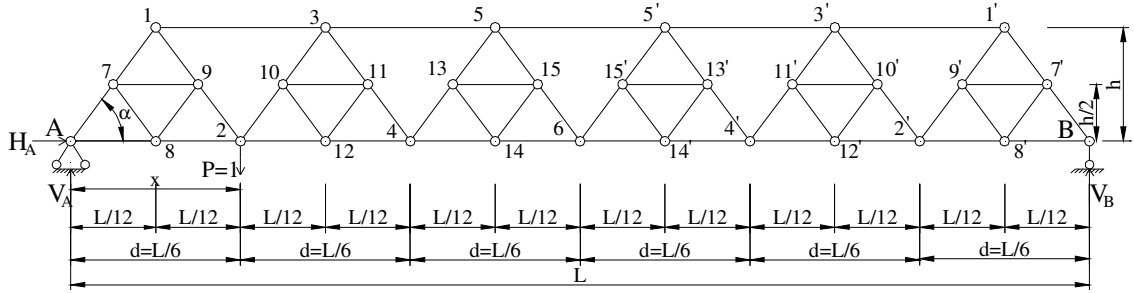 1 3 5 5' 3' 1'
7 9 10 11 13 15 15' 13' 11' 10' 9' 7'
α h h/2
A 2 4 6 4' 2' B
H_A 8 12 14 14' 12' 8'
P=1
V_A x V_B
L/12 L/12 L/12 L/12 L/12 L/12 L/12 L/12 L/12 L/12 L/12 L/12
d=L/6 d=L/6 d=L/6 d=L/6 d=L/6 d=L/6
L